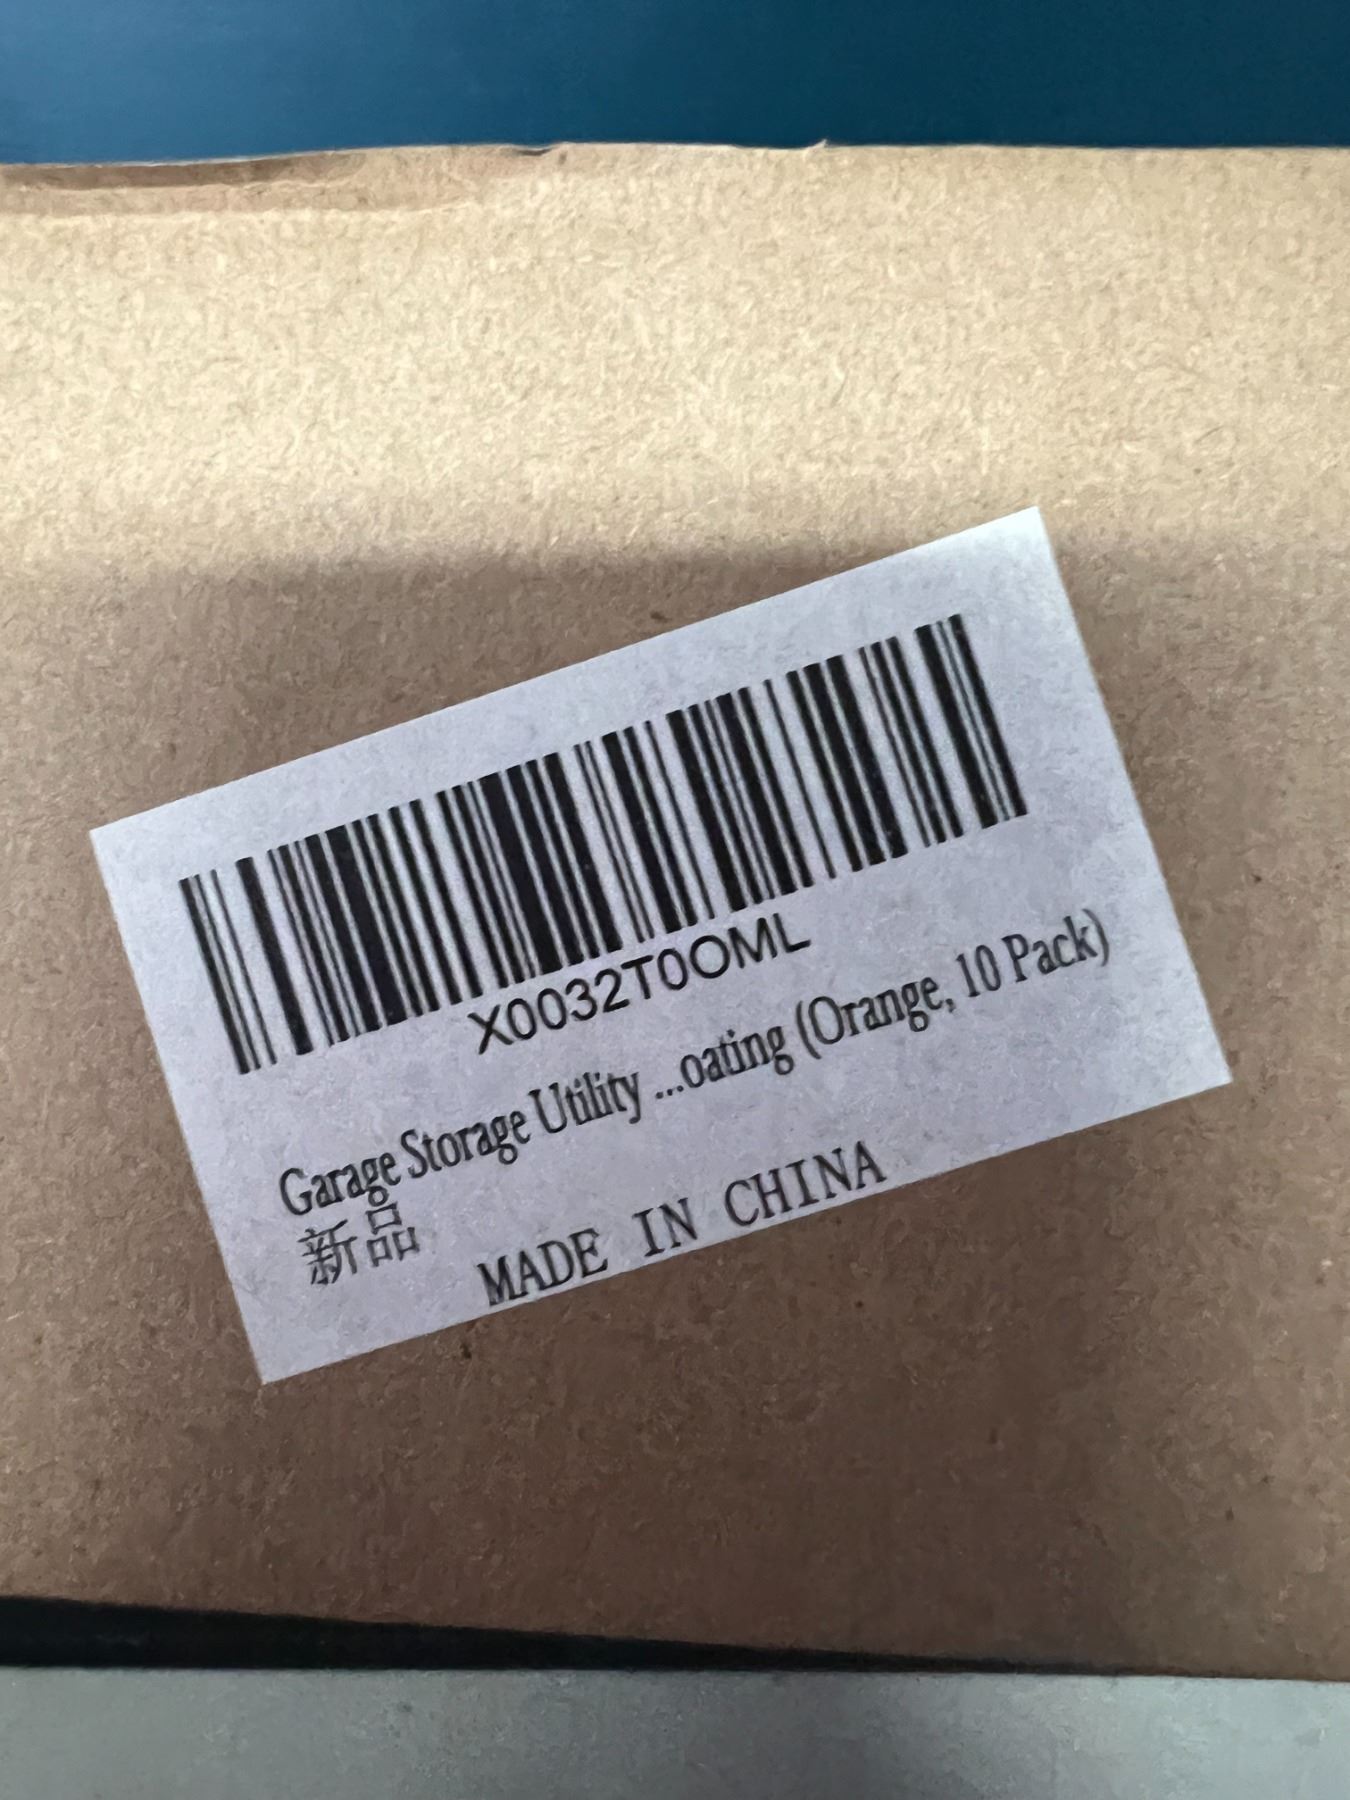 X0032T0OML
Garage Storage Utility ...oating (Orange, 10 Pack)
新品
MADE IN CHINA